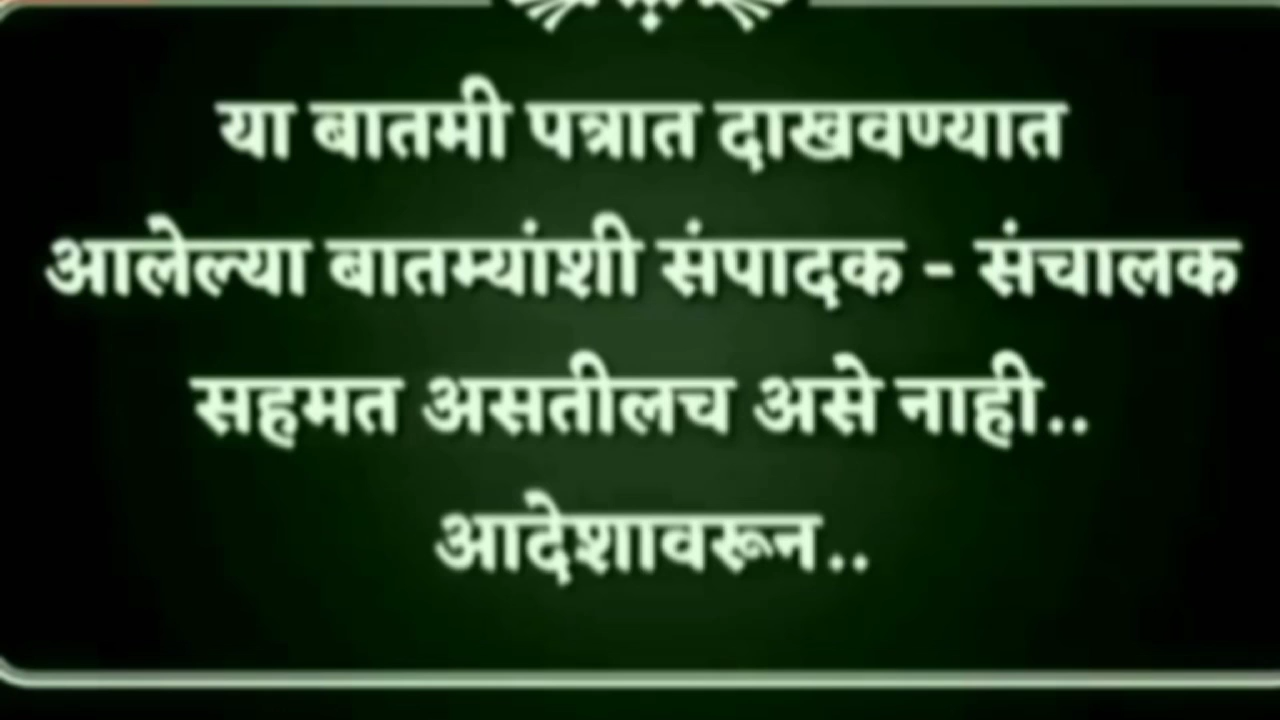 या बातमी पत्रात दाखवण्यात
आलेल्या बातम्यांशी संपादक - संचालक
सहमत असतीलच असे नाही..
आदेशावरून..